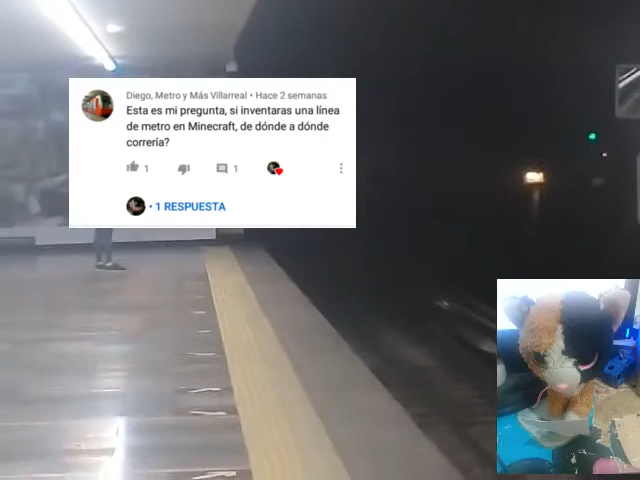 Diego, Metro y Más Villarreal • Hace 2 semanas
Esta es mi pregunta, si inventaras una línea
de metro en Minecraft, de dónde a dónde
correría?
1
1
• 1 RESPUESTA